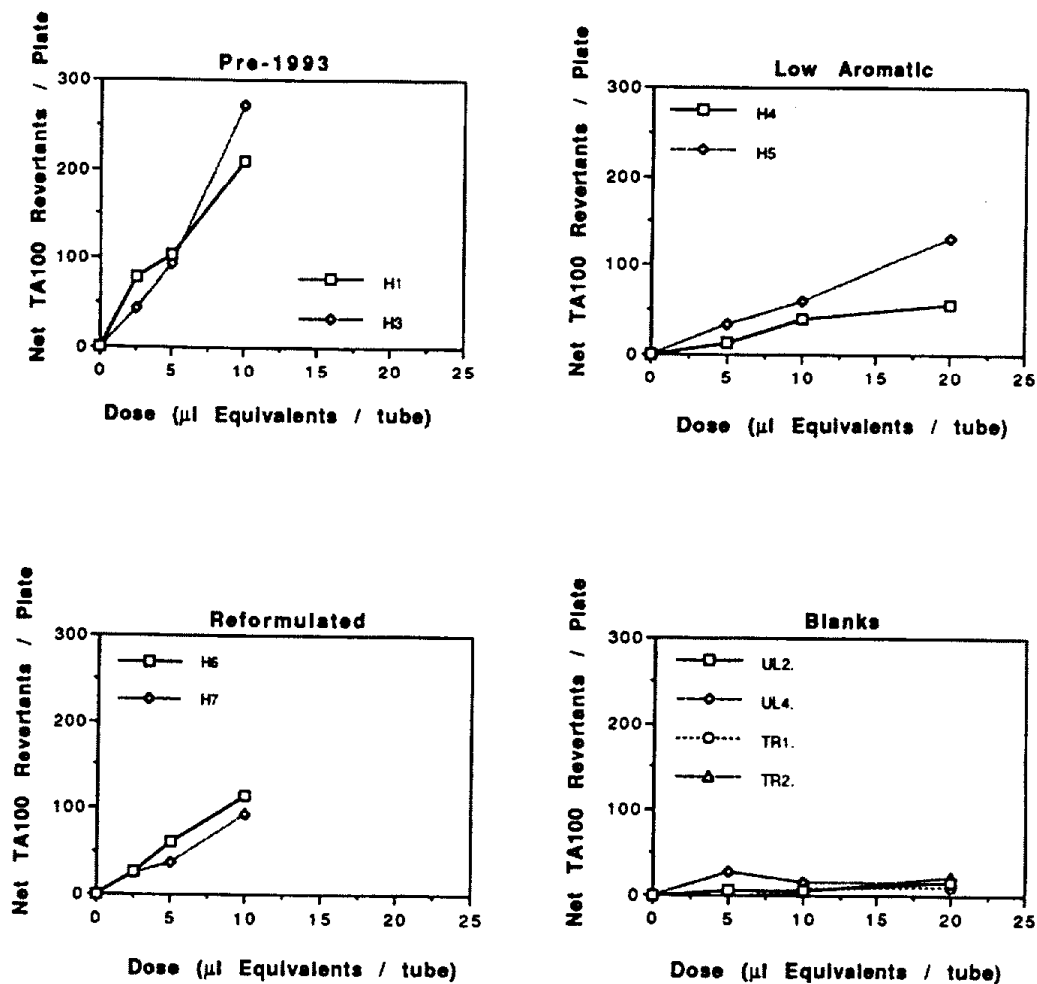 Pre-1993
Net TA100 Revertants / Plate
300
200
100
0
H1
H3
0 5 10 15 20 25
Dose (µl Equivalents / tube)
Low Aromatic
Net TA100 Revertants / Plate
300
200
100
0
H4
H5
0 5 10 15 20 25
Dose (µl Equivalents / tube)
Reformulated
Net TA100 Revertants / Plate
300
200
100
0
H6
H7
0 5 10 15 20 25
Dose (µl Equivalents / tube)
Blanks
Net TA100 Revertants / Plate
300
200
100
0
UL2.
UL4.
TR1.
TR2.
0 5 10 15 20 25
Dose (µl Equivalents / tube)